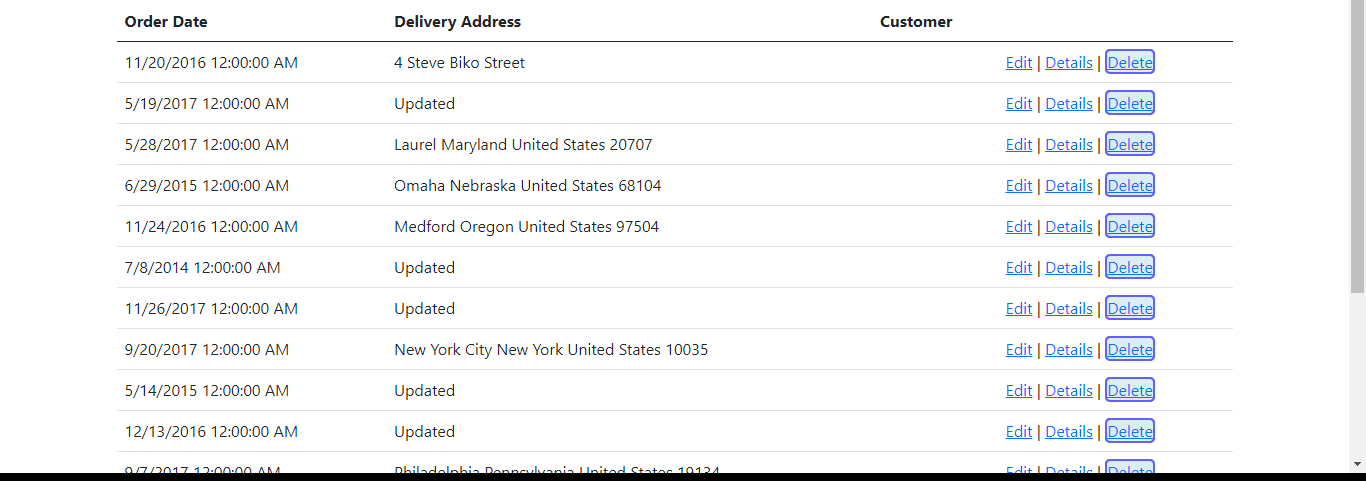 Order Date Delivery Address Customer
11/20/2016 12:00:00 AM 4 Steve Biko Street Edit | Details | Delete
5/19/2017 12:00:00 AM Updated Edit | Details | Delete
5/28/2017 12:00:00 AM Laurel Maryland United States 20707 Edit | Details | Delete
6/29/2015 12:00:00 AM Omaha Nebraska United States 68104 Edit | Details | Delete
11/24/2016 12:00:00 AM Medford Oregon United States 97504 Edit | Details | Delete
7/8/2014 12:00:00 AM Updated Edit | Details | Delete
11/26/2017 12:00:00 AM Updated Edit | Details | Delete
9/20/2017 12:00:00 AM New York City New York United States 10035 Edit | Details | Delete
5/14/2015 12:00:00 AM Updated Edit | Details | Delete
12/13/2016 12:00:00 AM Updated Edit | Details | Delete
9/7/2017 12:00:00 AM Philadelphia Pennsylvania United States 19134 Edit | Details | Delete